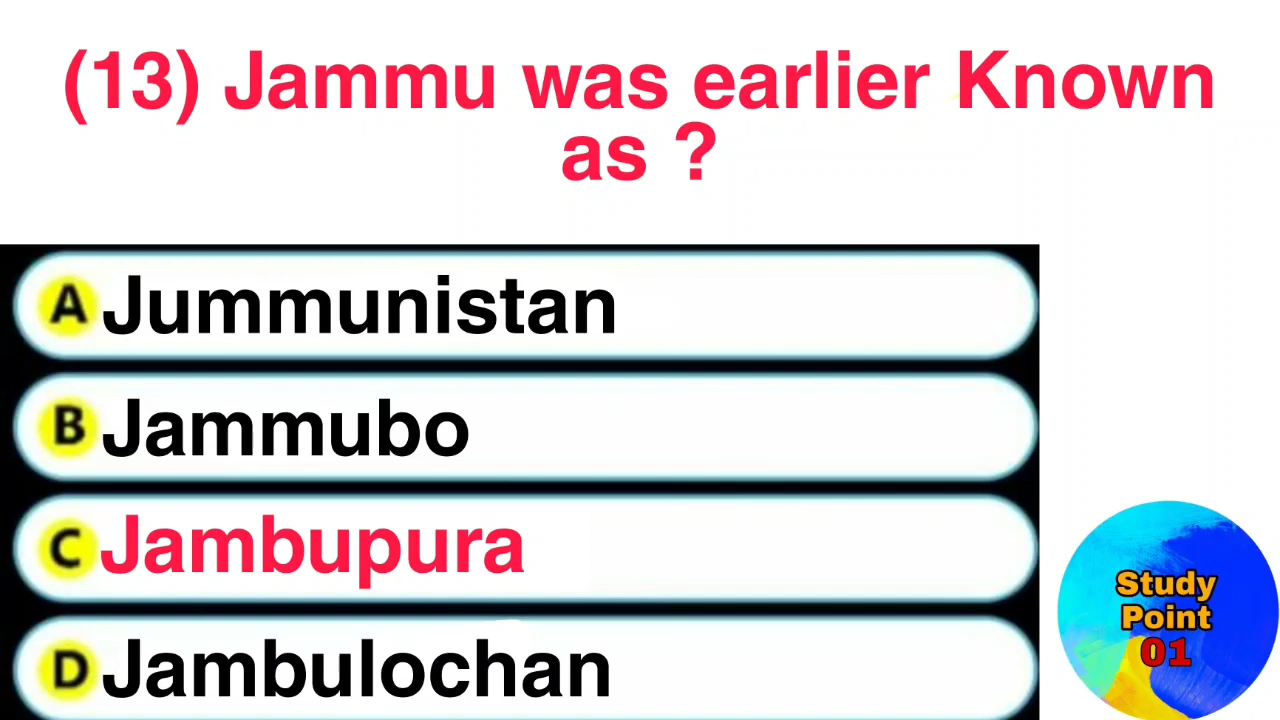 (13) Jammu was earlier Known
as ?
A Jummunistan
B Jammubo
C Jambupura
D Jambulochan
Study
Point
01